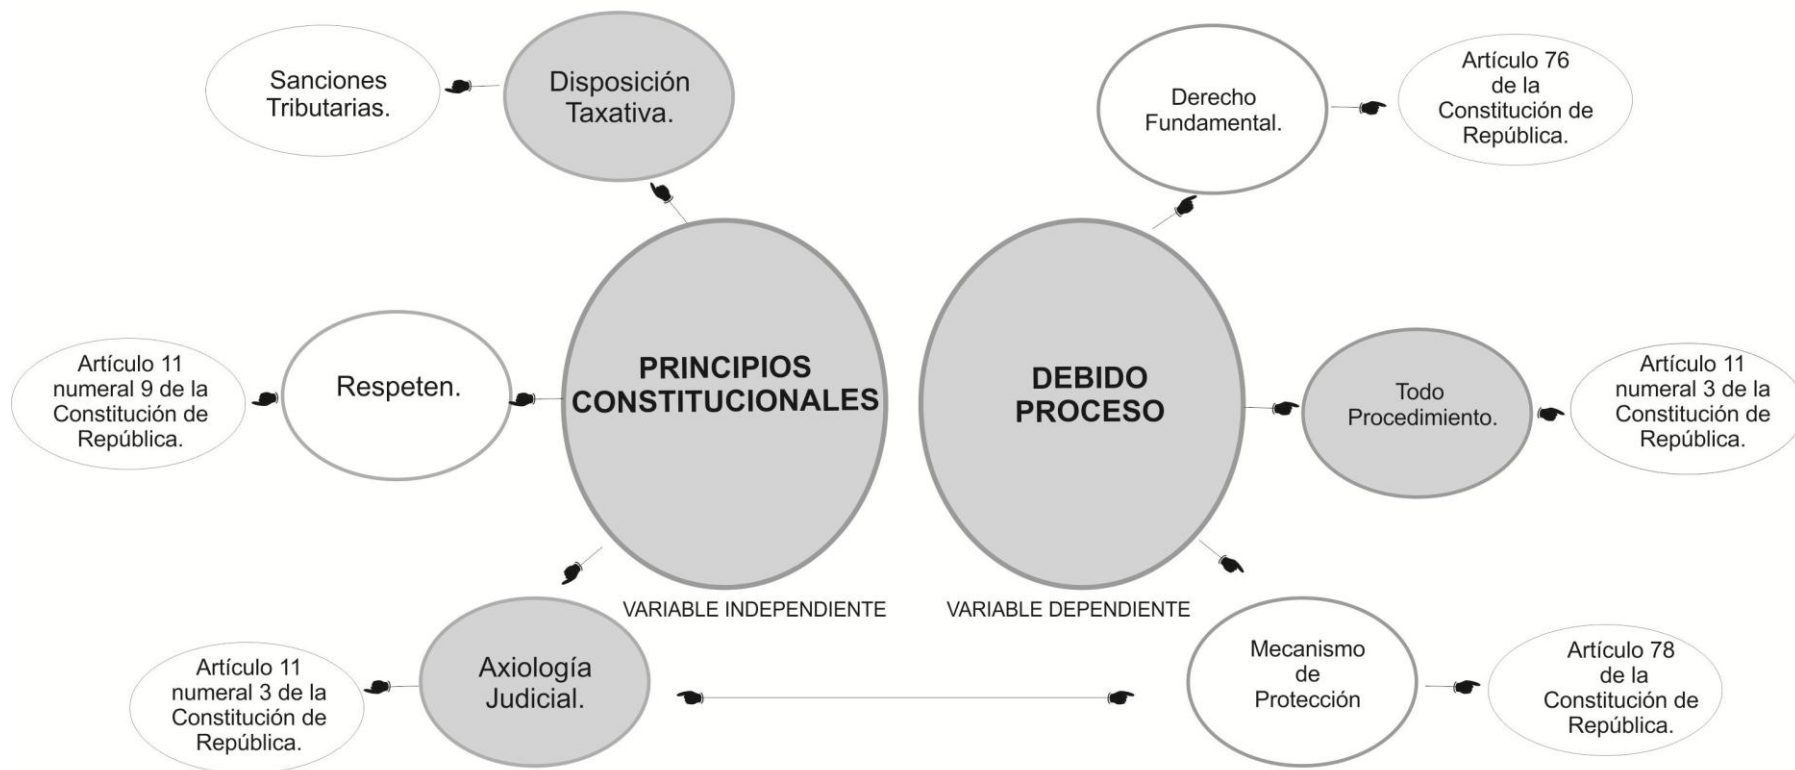 Sanciones
Tributarias.
Disposición
Taxativa.
Derecho
Fundamental.
Artículo 76
de la
Constitución de
República.
Artículo 11
numeral 9 de la
Constitución de
República.
Respeten.
PRINCIPIOS
CONSTITUCIONALES
DEBIDO
PROCESO
Todo
Procedimiento.
Artículo 11
numeral 3 de la
Constitución de
República.
VARIABLE INDEPENDIENTE
VARIABLE DEPENDIENTE
Artículo 11
numeral 3 de la
Constitución de
República.
Axiología
Judicial.
Mecanismo
de
Protección
Artículo 78
de la
Constitución de
República.